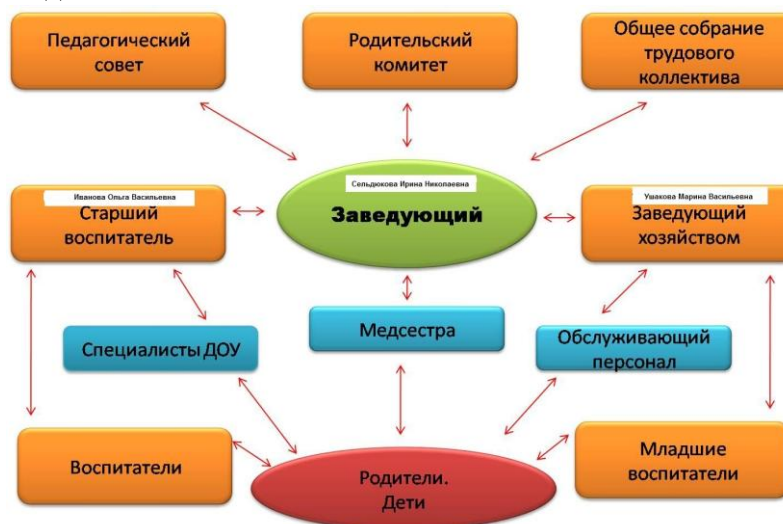 Педагогический
совет
Родительский
комитет
Общее собрание
трудового
коллектива
Иванова Ольга Васильевна
Старший
воспитатель
Сельдюкова Ирина Николаевна
Заведующий
Ушакова Марина Васильевна
Заведующий
хозяйством
Специалисты ДОУ
Медсестра
Обслуживающий
персонал
Воспитатели
Родители.
Дети
Младшие
воспитатели